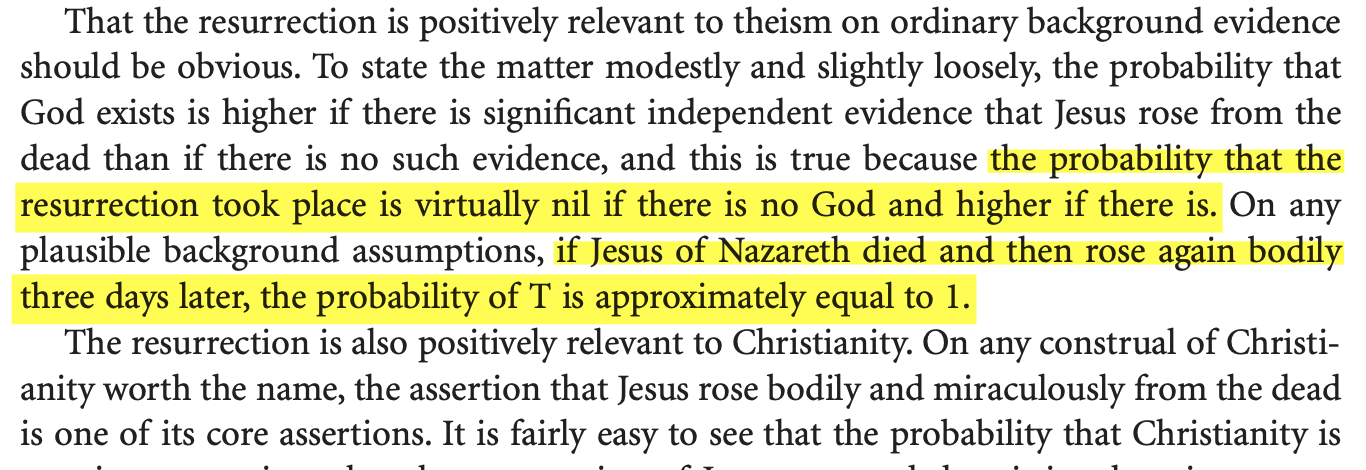 That the resurrection is positively relevant to theism on ordinary background evidence
should be obvious. To state the matter modestly and slightly loosely, the probability that
God exists is higher if there is significant independent evidence that Jesus rose from the
dead than if there is no such evidence, and this is true because the probability that the
resurrection took place is virtually nil if there is no God and higher if there is. On any
plausible background assumptions, if Jesus of Nazareth died and then rose again bodily
three days later, the probability of T is approximately equal to 1.
The resurrection is also positively relevant to Christianity. On any construal of Christi-
anity worth the name, the assertion that Jesus rose bodily and miraculously from the dead
is one of its core assertions. It is fairly easy to see that the probability that Christianity is